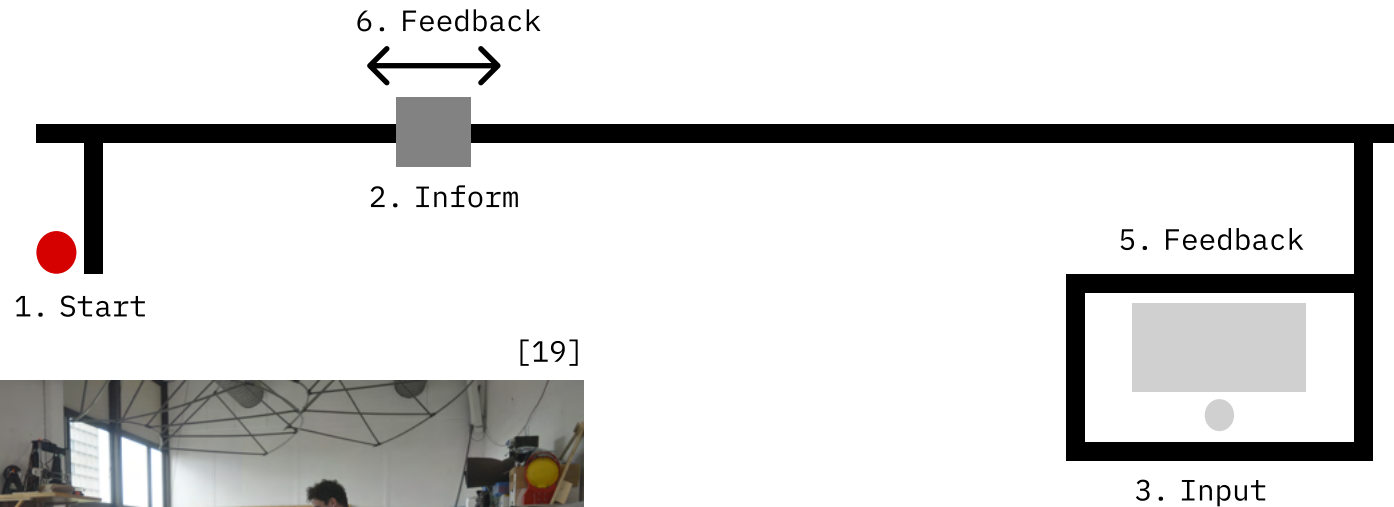 6. Feedback
2. Inform
5. Feedback
1. Start
[19]
3. Input